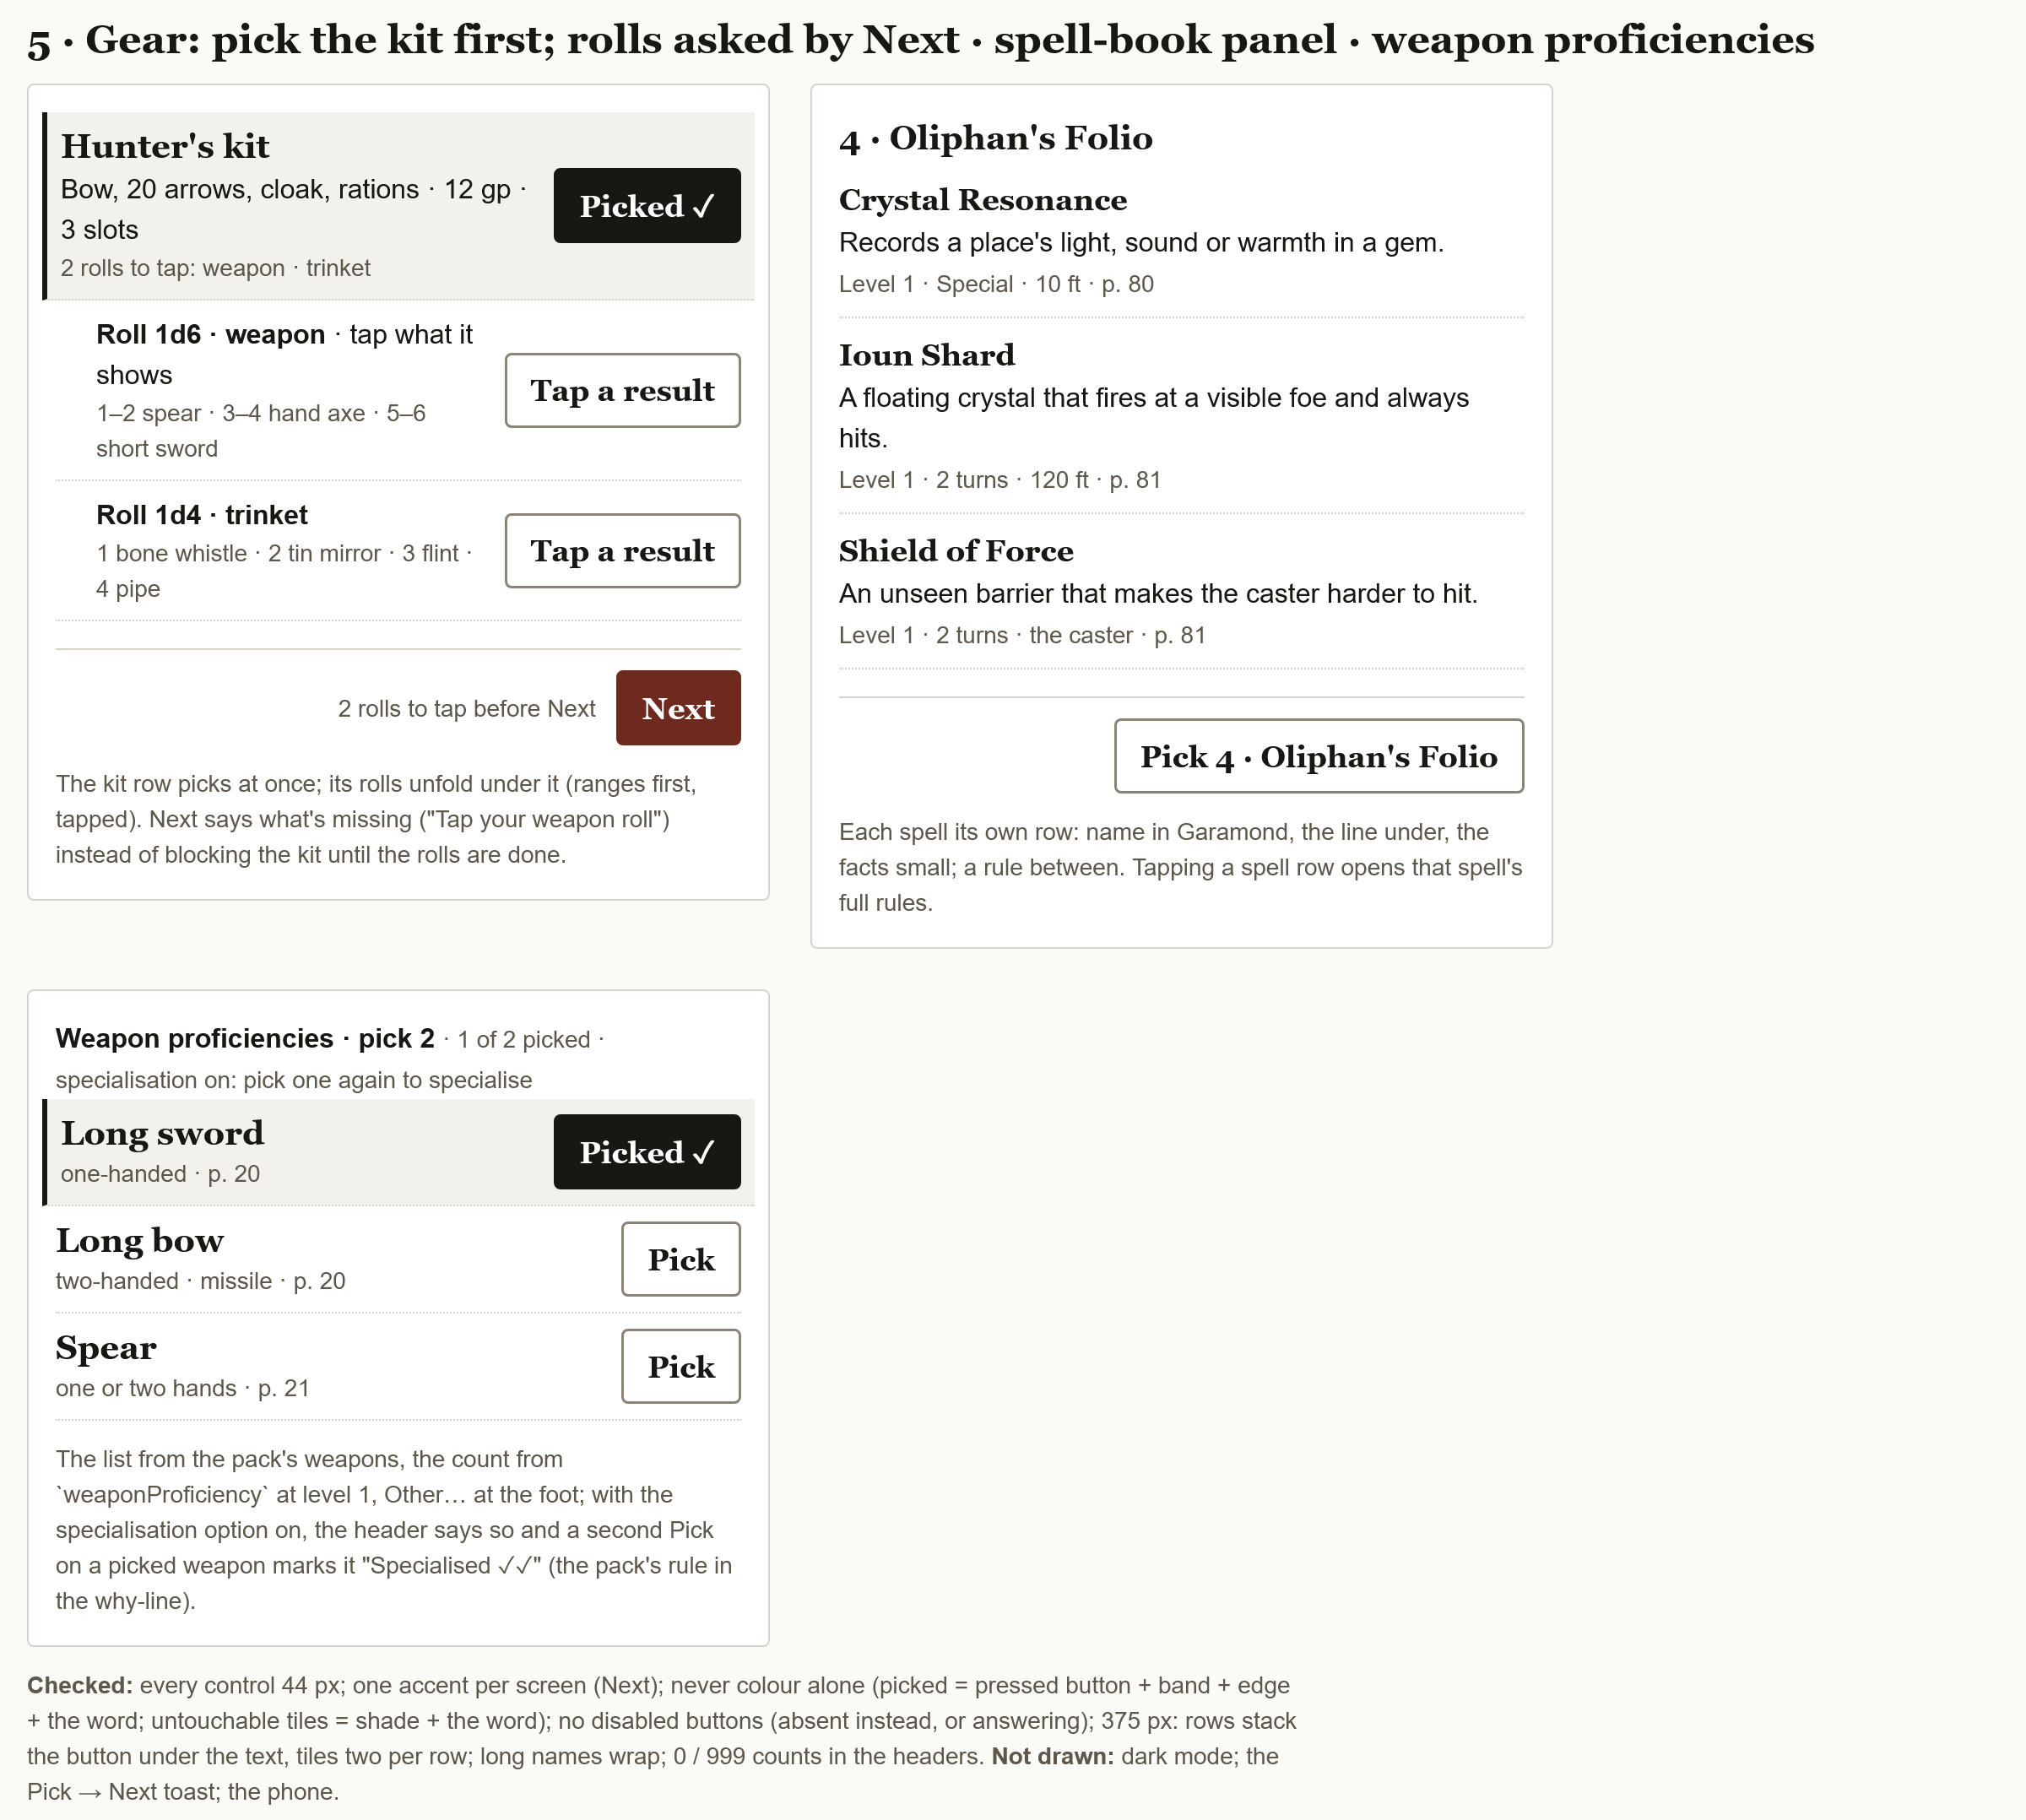 5 · Gear: pick the kit first; rolls asked by Next · spell-book panel · weapon proficiencies
Hunter's kit
Bow, 20 arrows, cloak, rations · 12 gp ·
3 slots
2 rolls to tap: weapon · trinket
Picked ✓
Roll 1d6 · weapon · tap what it
shows
1–2 spear · 3–4 hand axe · 5–6
short sword
Tap a result
Roll 1d4 · trinket
1 bone whistle · 2 tin mirror · 3 flint ·
4 pipe
Tap a result
2 rolls to tap before Next
Next
The kit row picks at once; its rolls unfold under it (ranges first,
tapped). Next says what's missing ("Tap your weapon roll")
instead of blocking the kit until the rolls are done.
4 · Oliphan's Folio
Crystal Resonance
Records a place's light, sound or warmth in a gem.
Level 1 · Special · 10 ft · p. 80
Ioun Shard
A floating crystal that fires at a visible foe and always
hits.
Level 1 · 2 turns · 120 ft · p. 81
Shield of Force
An unseen barrier that makes the caster harder to hit.
Level 1 · 2 turns · the caster · p. 81
Pick 4 · Oliphan's Folio
Each spell its own row: name in Garamond, the line under, the
facts small; a rule between. Tapping a spell row opens that spell's
full rules.
Weapon proficiencies · pick 2 · 1 of 2 picked ·
specialisation on: pick one again to specialise
Long sword
one-handed · p. 20
Picked ✓
Long bow
two-handed · missile · p. 20
Pick
Spear
one or two hands · p. 21
Pick
The list from the pack's weapons, the count from
`weaponProficiency` at level 1, Other… at the foot; with the
specialisation option on, the header says so and a second Pick
on a picked weapon marks it "Specialised ✓✓" (the pack's rule in
the why-line).
Checked: every control 44 px; one accent per screen (Next); never colour alone (picked = pressed button + band + edge
+ the word; untouchable tiles = shade + the word); no disabled buttons (absent instead, or answering); 375 px: rows stack
the button under the text, tiles two per row; long names wrap; 0 / 999 counts in the headers. Not drawn: dark mode; the
Pick → Next toast; the phone.